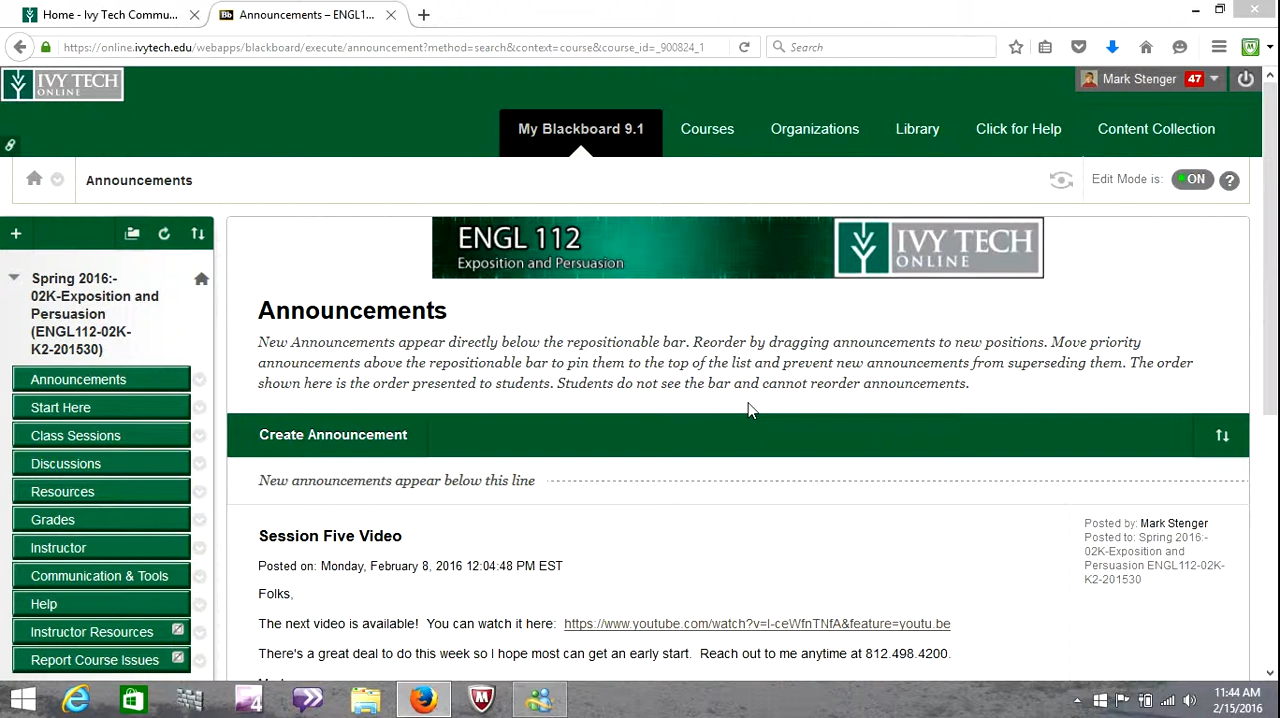 Home - Ivy Tech Commu...
Bb Announcements – ENGL1...
https://online.ivytech.edu/webapps/blackboard/execute/announcement?method=search&context=course&course_id=_900824_1
Search
IVY TECH
ONLINE
Mark Stenger 47
My Blackboard 9.1
Courses
Organizations
Library
Click for Help
Content Collection
Announcements
Edit Mode is: ON ?
Spring 2016:-
02K-Exposition and
Persuasion
(ENGL112-02K-
K2-201530)
Announcements
Start Here
Class Sessions
Discussions
Resources
Grades
Instructor
Communication & Tools
Help
Instructor Resources
Report Course Issues
ENGL 112
Exposition and Persuasion
IVY TECH
ONLINE
Announcements
New Announcements appear directly below the repositionable bar. Reorder by dragging announcements to new positions. Move priority
announcements above the repositionable bar to pin them to the top of the list and prevent new announcements from superseding them. The order
shown here is the order presented to students. Students do not see the bar and cannot reorder announcements.
Create Announcement
New announcements appear below this line
Session Five Video
Posted on: Monday, February 8, 2016 12:04:48 PM EST
Folks,
The next video is available! You can watch it here: https://www.youtube.com/watch?v=l-ceWfnTNfA&feature=youtu.be
There's a great deal to do this week so I hope most can get an early start. Reach out to me anytime at 812.498.4200.
Posted by: Mark Stenger
Posted to: Spring 2016:-
02K-Exposition and
Persuasion ENGL112-02K-
K2-201530
11:44 AM
2/15/2016